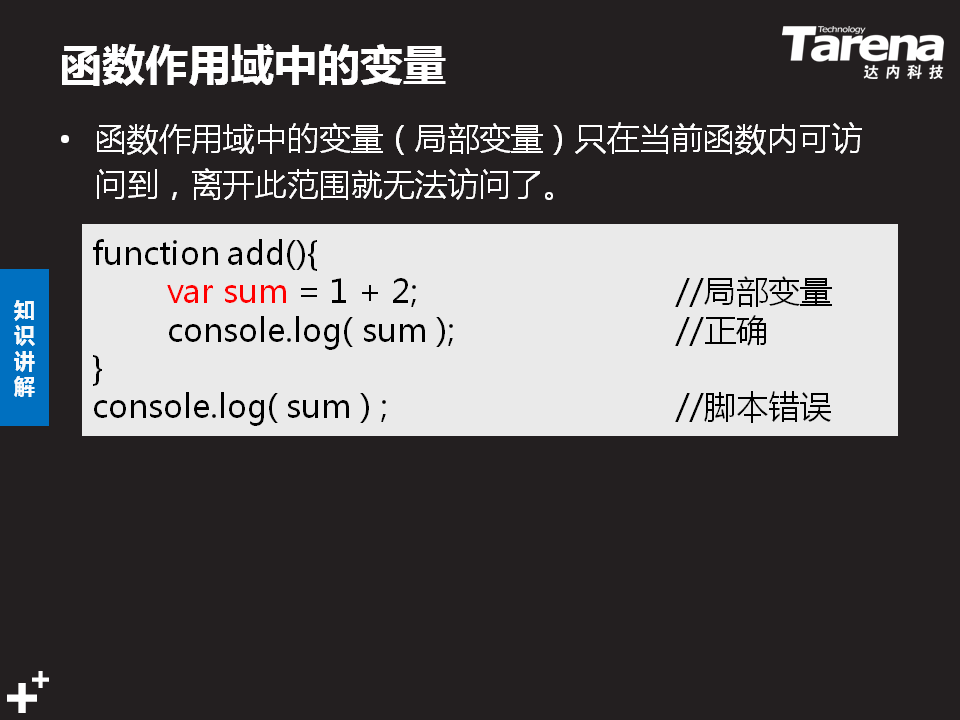 函数作用域中的变量
Technology
Tarena
达内科技
• 函数作用域中的变量（局部变量）只在当前函数内可访
问到，离开此范围就无法访问了。
知
识
讲
解
function add(){
var sum = 1 + 2; //局部变量
console.log( sum ); //正确
}
console.log( sum ) ; //脚本错误